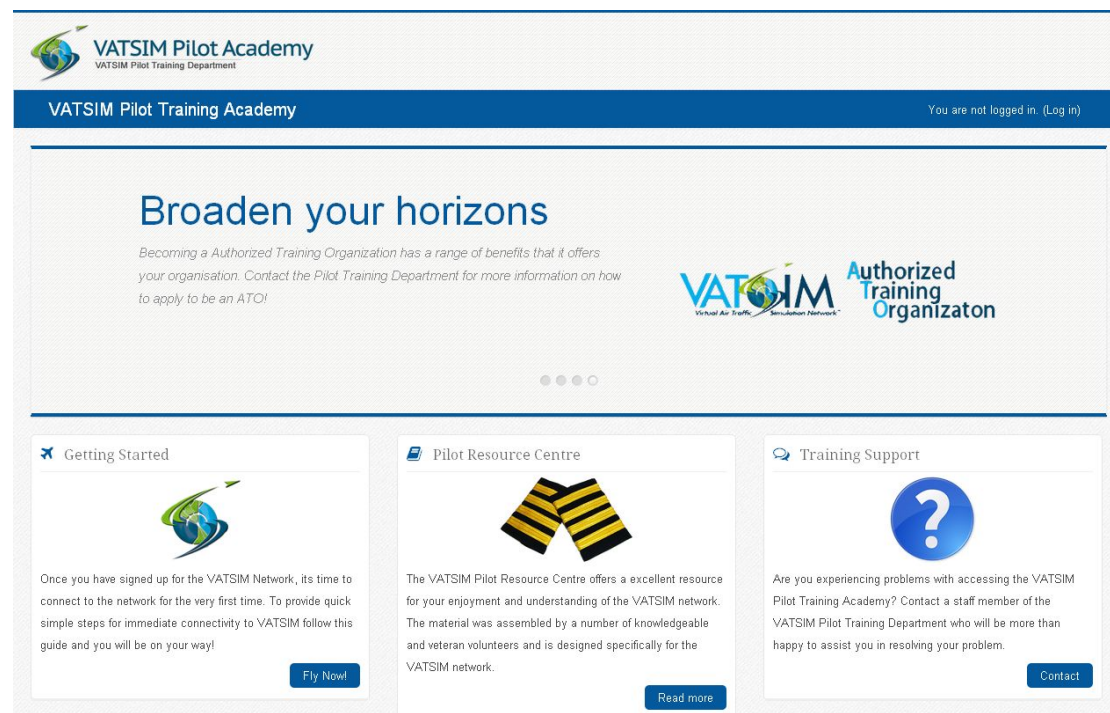 VATSIM Pilot Academy
VATSIM Pilot Training Department
VATSIM Pilot Training Academy
You are not logged in. (Log in)
Broaden your horizons
Becoming a Authorized Training Organization has a range of benefits that it offers
your organisation. Contact the Pilot Training Department for more information on how
to apply to be an ATO!
VATSIM
Virtual Air Traffic Simulation Network
Authorized
Training
Organizaton
Getting Started
Once you have signed up for the VATSIM Network, its time to
connect to the network for the very first time. To provide quick
simple steps for immediate connectivity to VATSIM follow this
guide and you will be on your way!
Fly Now!
Pilot Resource Centre
The VATSIM Pilot Resource Centre offers a excellent resource
for your enjoyment and understanding of the VATSIM network.
The material was assembled by a number of knowledgeable
and veteran volunteers and is designed specifically for the
VATSIM network.
Read more
Training Support
?
Are you experiencing problems with accessing the VATSIM
Pilot Training Academy? Contact a staff member of the
VATSIM Pilot Training Department who will be more than
happy to assist you in resolving your problem.
Contact